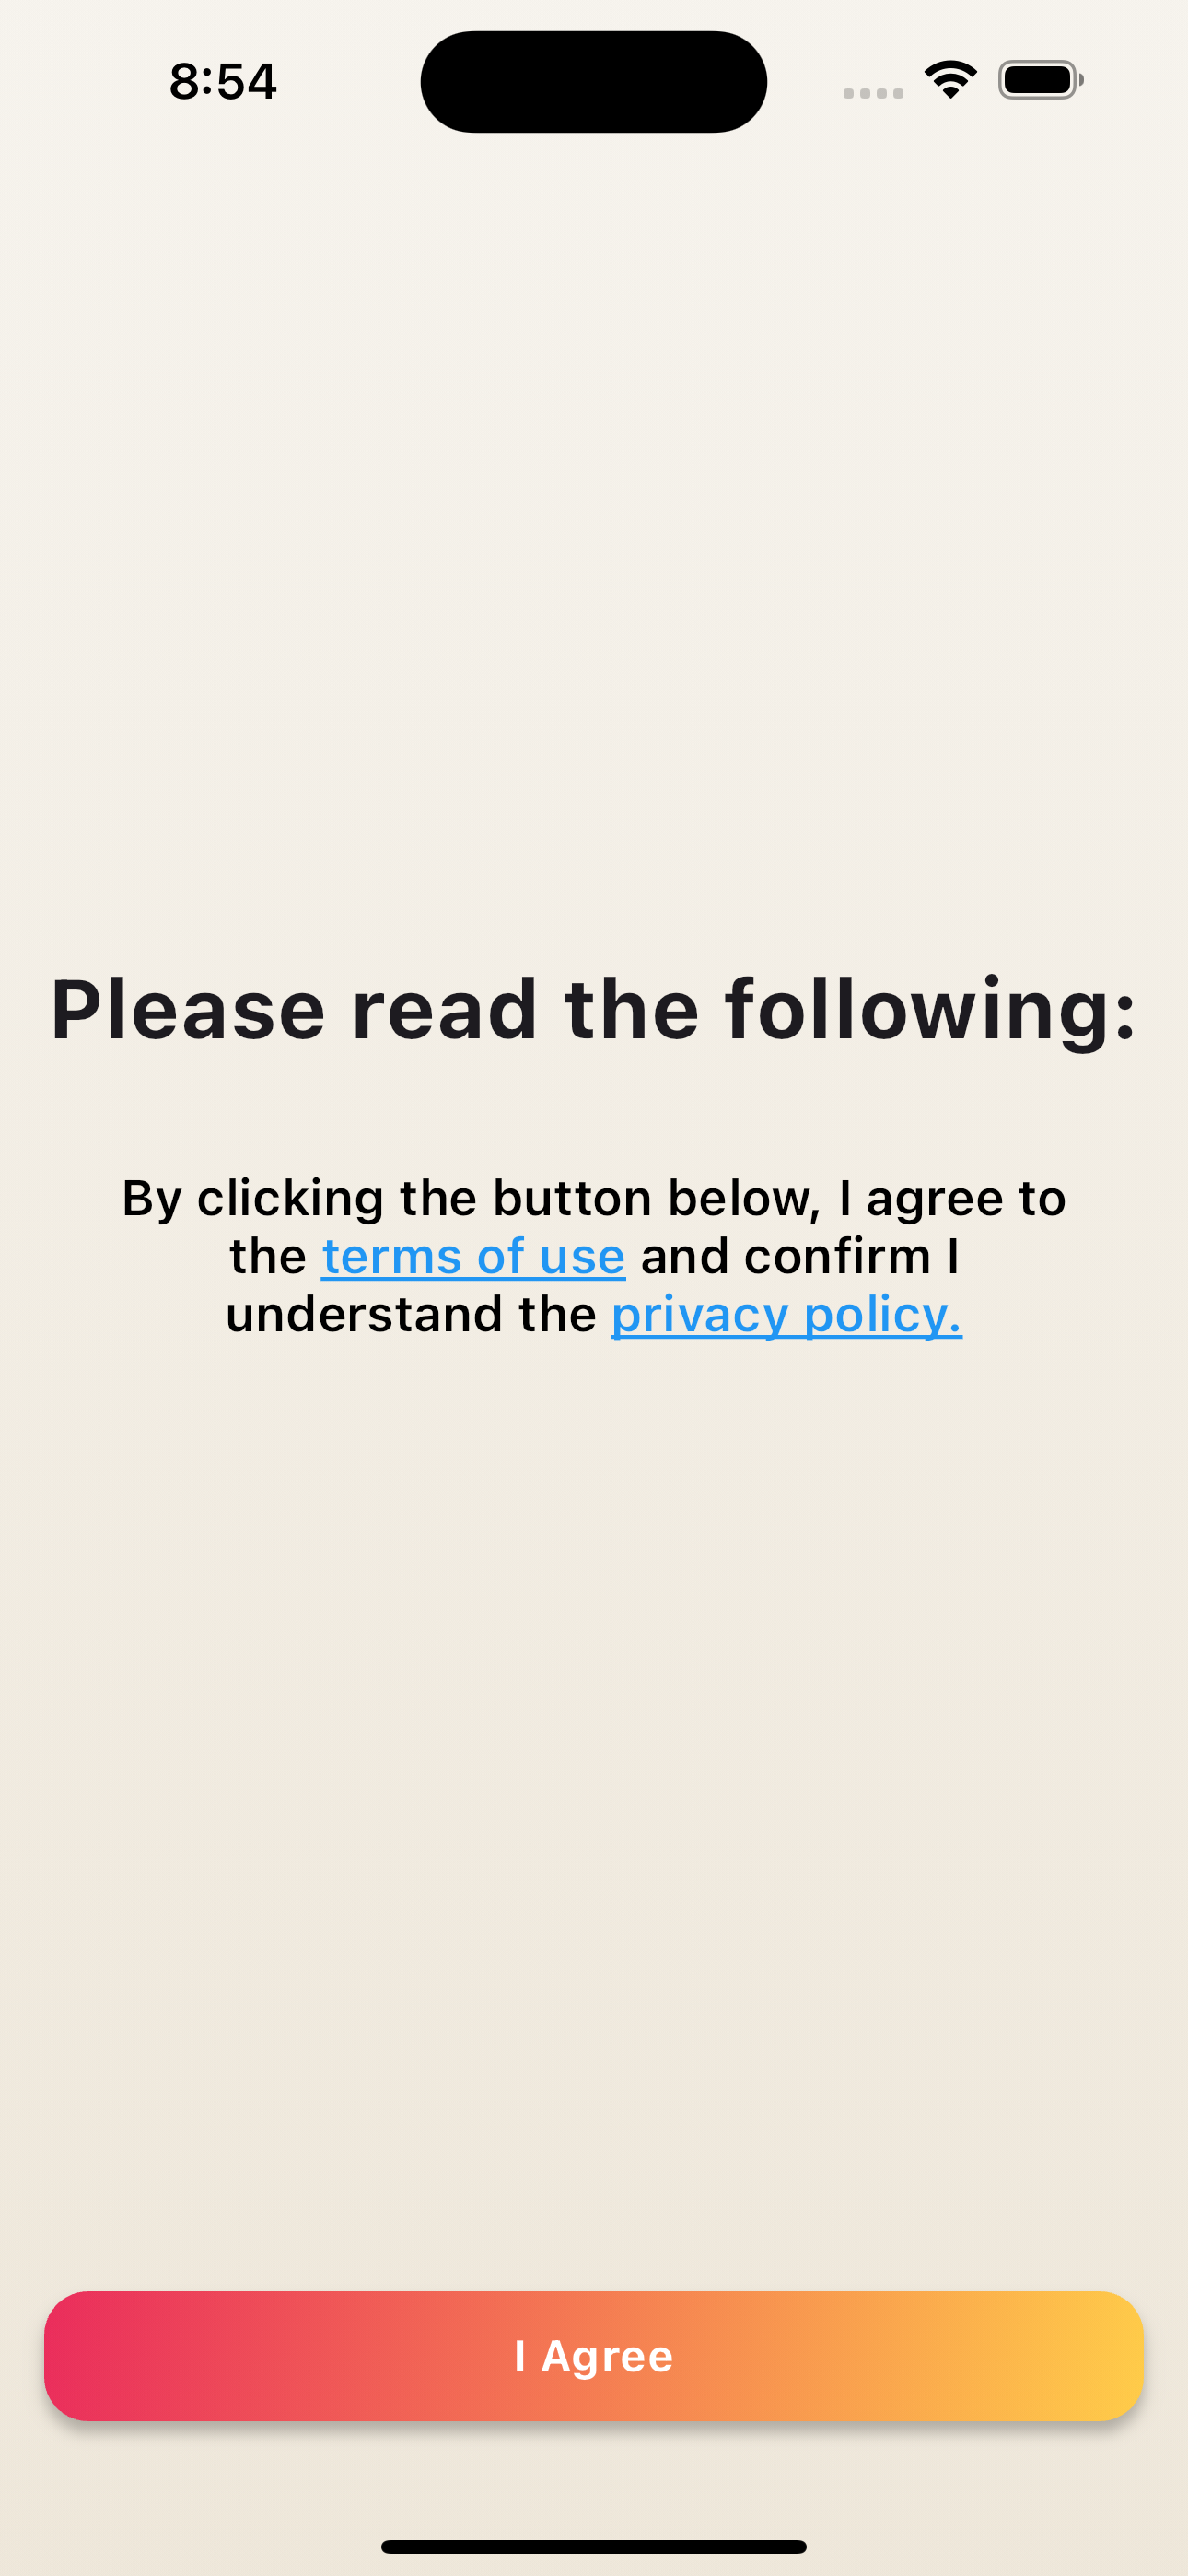 8:54
Please read the following:
By clicking the button below, I agree to
the terms of use and confirm I
understand the privacy policy.
I Agree